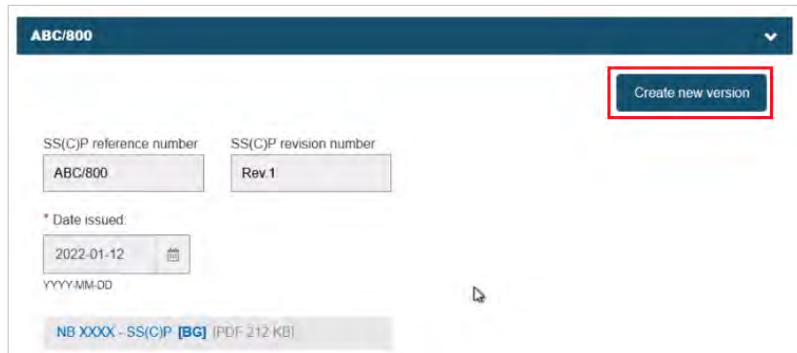 ABC/800
Create new version
SS(C)P reference number SS(C)P revision number
ABC/800 Rev.1
* Date issued:
2022-01-12
YYYY-MM-DD
NB XXXX - SS(C)P [BG] (PDF 212 KB)